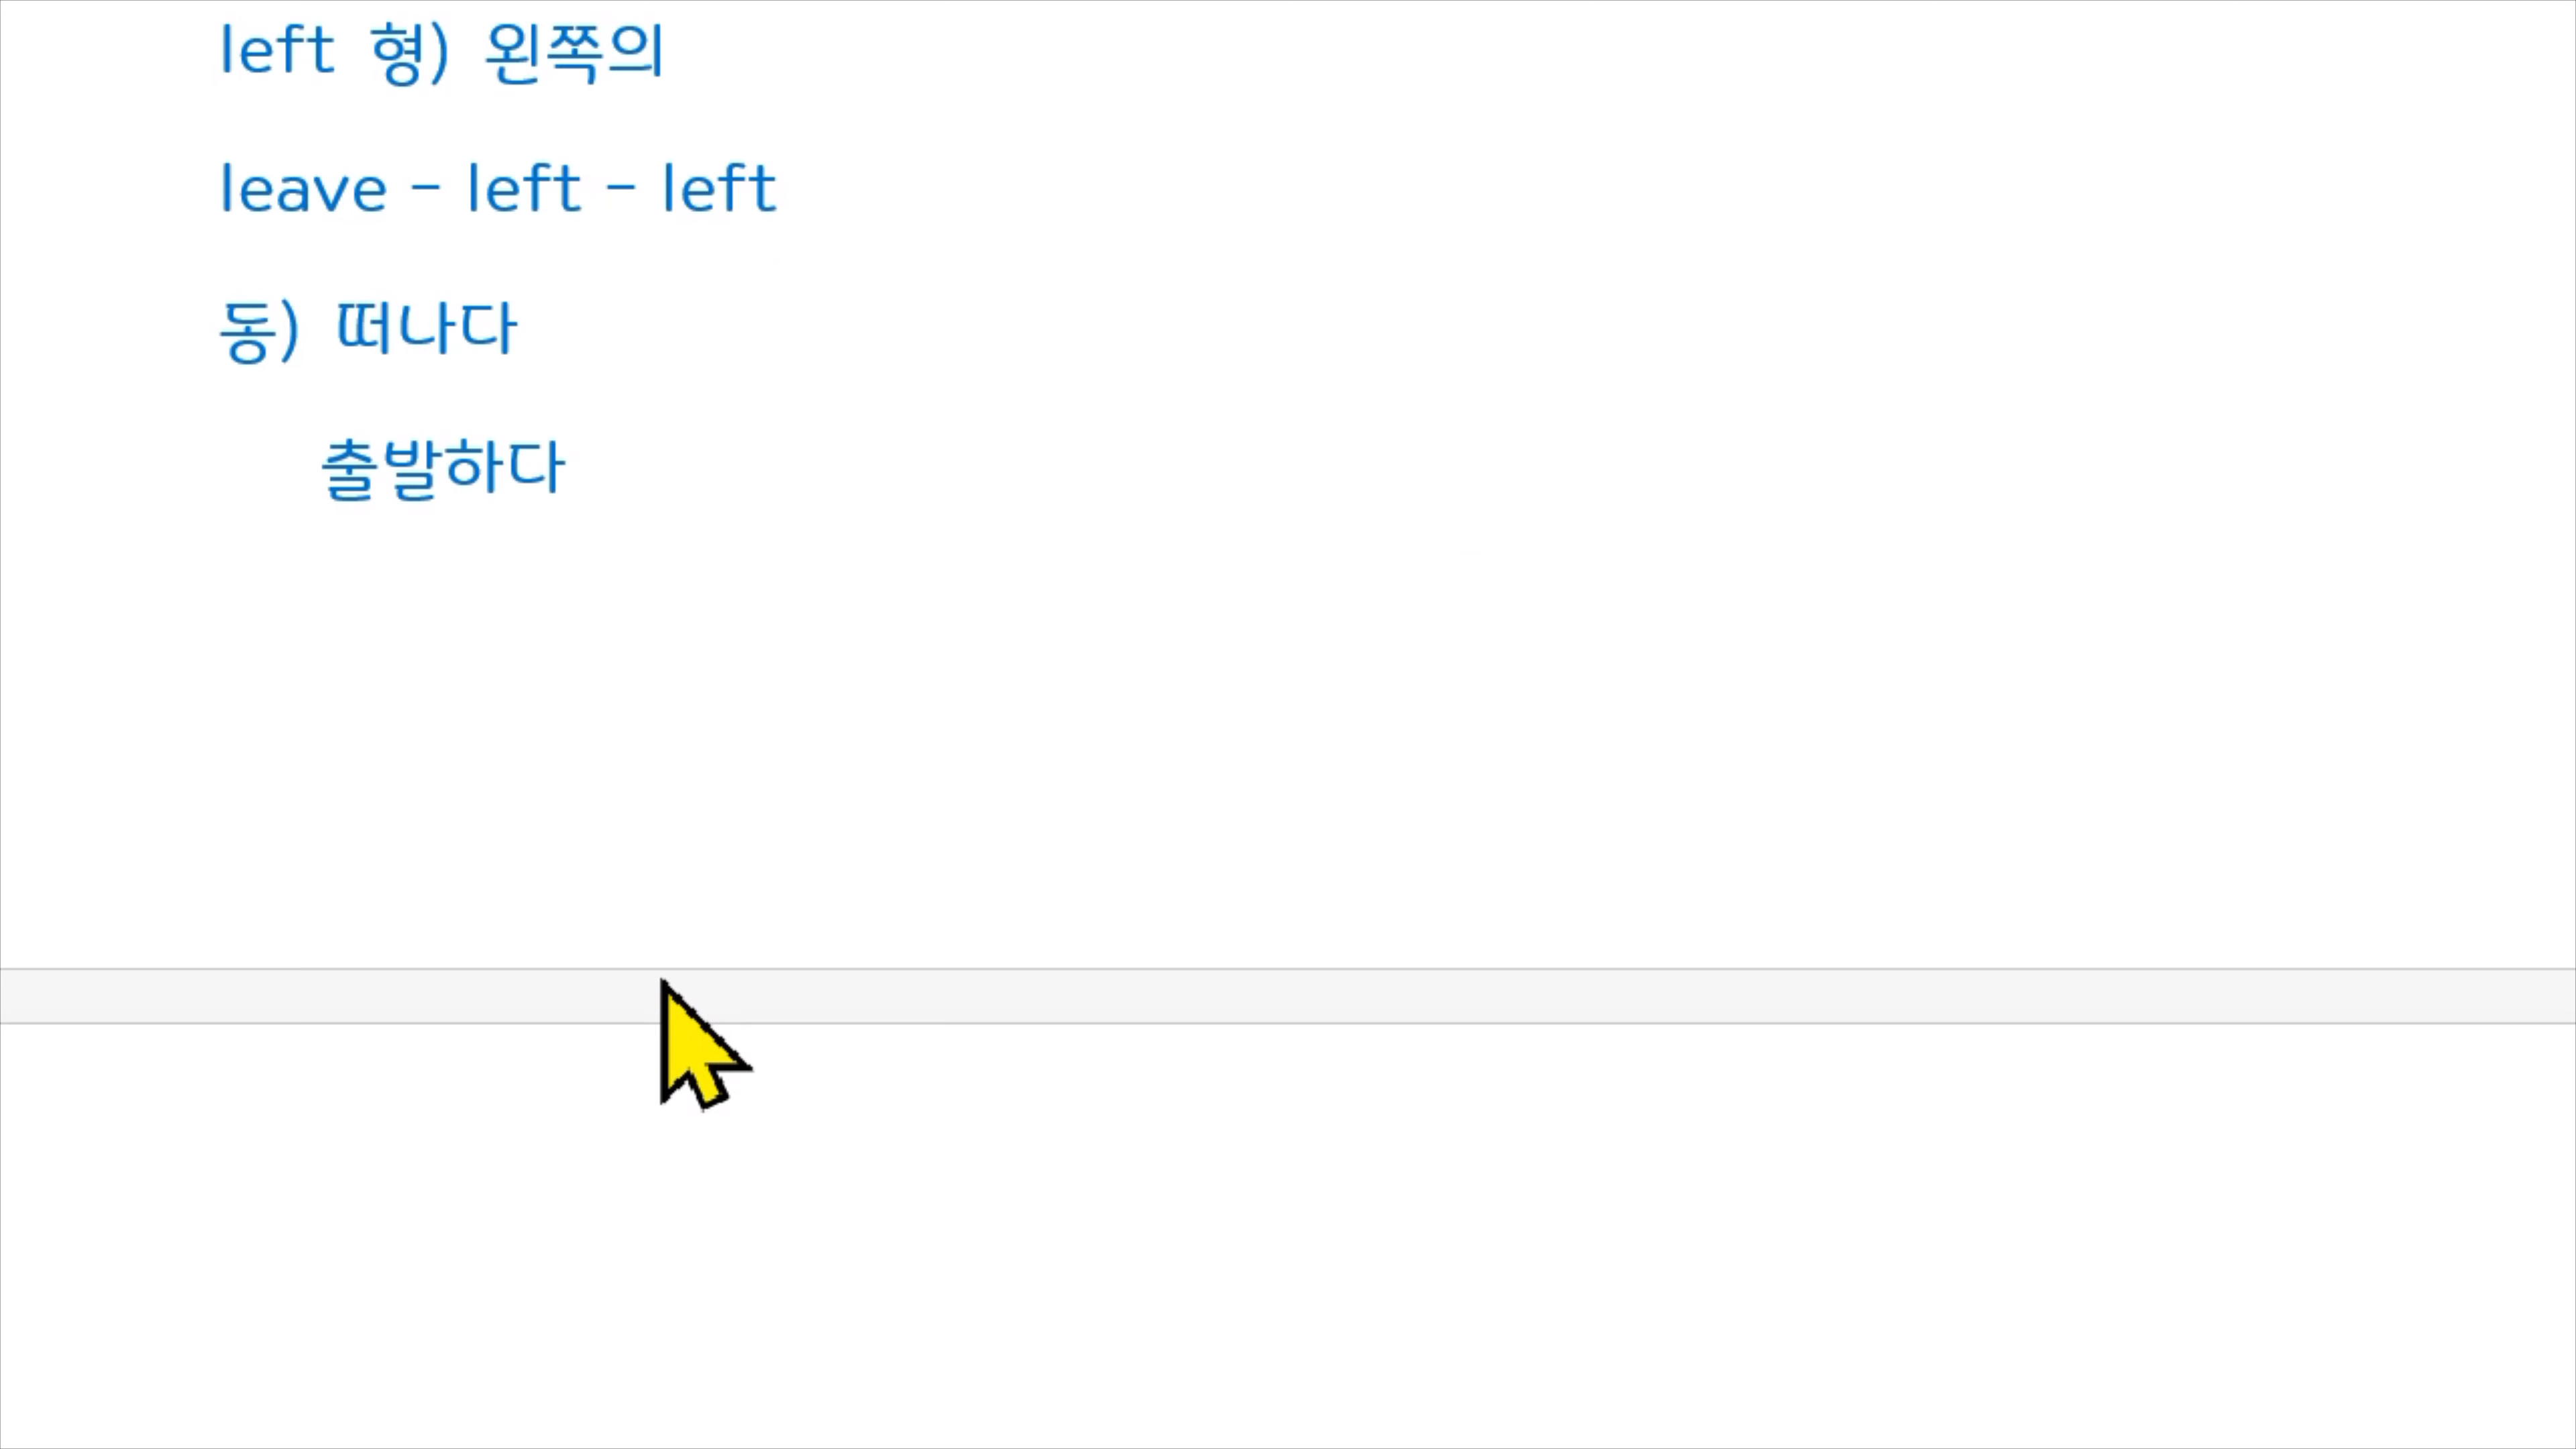 left 형) 왼쪽의
leave - left - left
동) 떠나다
출발하다